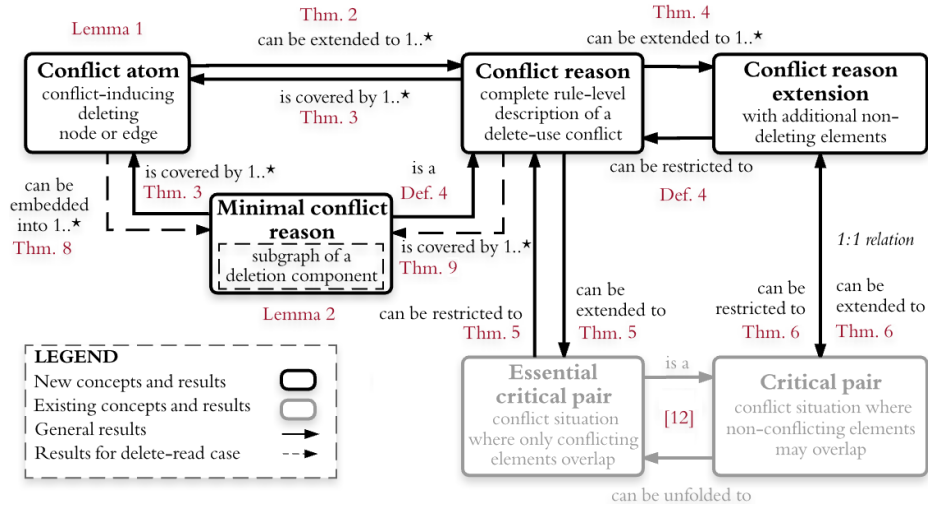 Lemma 1
Thm. 2
can be extended to 1..★
Thm. 4
can be extended to 1..★
Conflict atom
conflict-inducing
deleting
node or edge
is covered by 1..★
Thm. 3
Conflict reason
complete rule-level
description of a
delete-use conflict
Conflict reason
extension
with additional non-
deleting elements
can be restricted to
Def. 4
can be
embedded
into 1..★
Thm. 8
is covered by 1..★
Thm. 3
is a
Def. 4
Minimal conflict
reason
subgraph of a
deletion component
Lemma 2
is covered by 1..★
Thm. 9
1:1 relation
can be restricted to
Thm. 5
can be
extended to
Thm. 5
can be
restricted to
Thm. 6
can be
extended to
Thm. 6
LEGEND
New concepts and results
Existing concepts and results
General results
Results for delete-read case
Essential
critical pair
conflict situation
where only conflicting
elements overlap
is a
[12]
can be unfolded to
Critical pair
conflict situation where
non-conflicting elements
may overlap